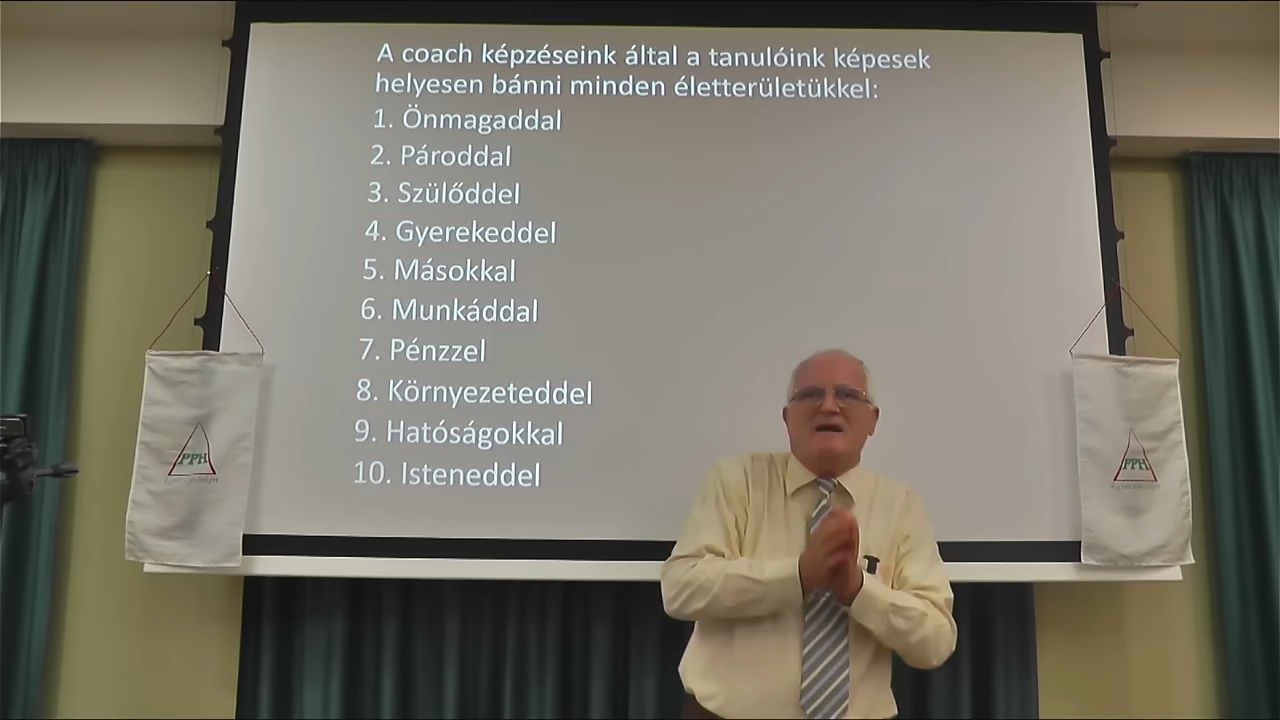 A coach képzéseink által a tanulóink képesek
helyesen bánni minden életterületükkel:
1. Önmagaddal
2. Pároddal
3. Szülőddel
4. Gyerekeddel
5. Másokkal
6. Munkáddal
7. Pénzzel
8. Környezeteddel
9. Hatóságokkal
10. Isteneddel
PPH
PPH